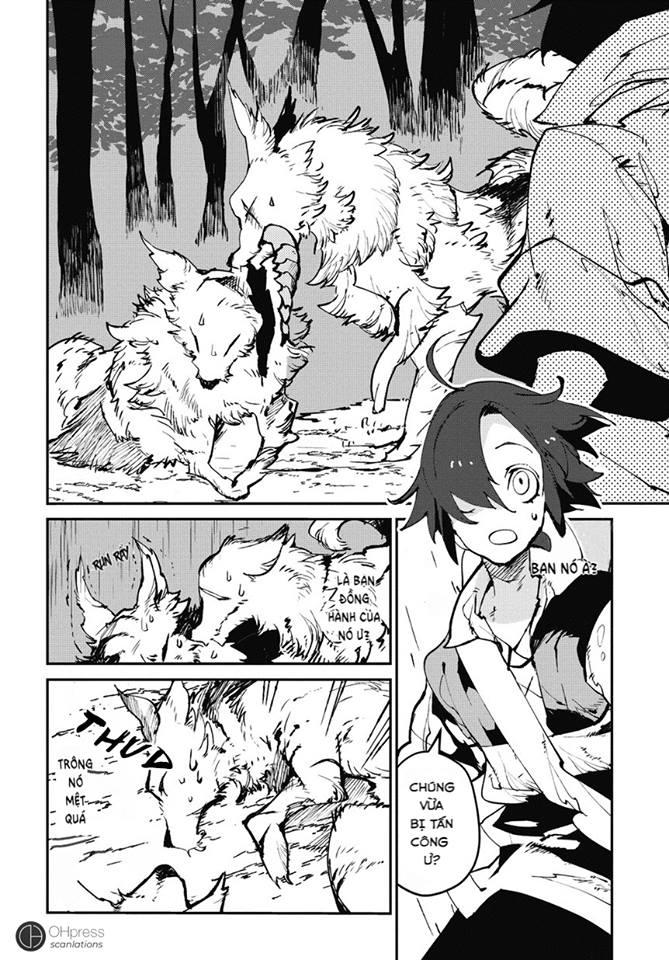 BẠN NÓ À?
CHÚNG
VỪA
BỊ TẤN
CÔNG
Ư?
RUN RẨY
LÀ BẠN
ĐỒNG
HÀNH CỦA
NÓ Ư?
THUD
TRÔNG
NÓ
MỆT
QUÁ
OHpress
scanlations